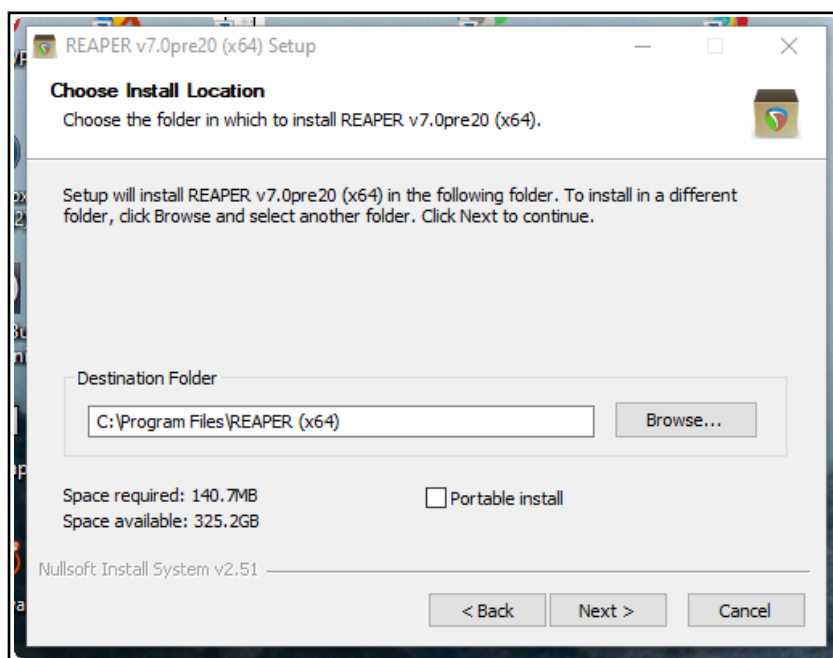 REAPER v7.0pre20 (x64) Setup
Choose Install Location
Choose the folder in which to install REAPER v7.0pre20 (x64).
Setup will install REAPER v7.0pre20 (x64) in the following folder. To install in a different
folder, click Browse and select another folder. Click Next to continue.
Destination Folder
C:\Program Files\REAPER (x64)
Browse...
Space required: 140.7MB
Portable install
Space available: 325.2GB
Nullsoft Install System v2.51
< Back
Next >
Cancel